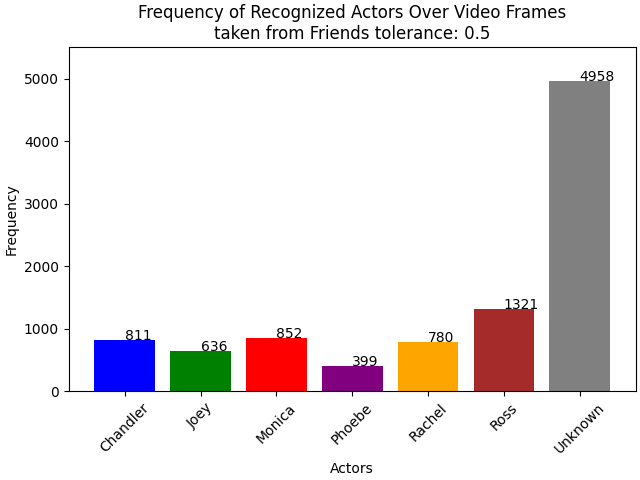 Frequency of Recognized Actors Over Video Frames
taken from Friends tolerance: 0.5
Frequency
5000
4000
3000
2000
1000
0
811
636
852
399
780
1321
4958
Chandler
Joey
Monica
Phoebe
Rachel
Ross
Unknown
Actors